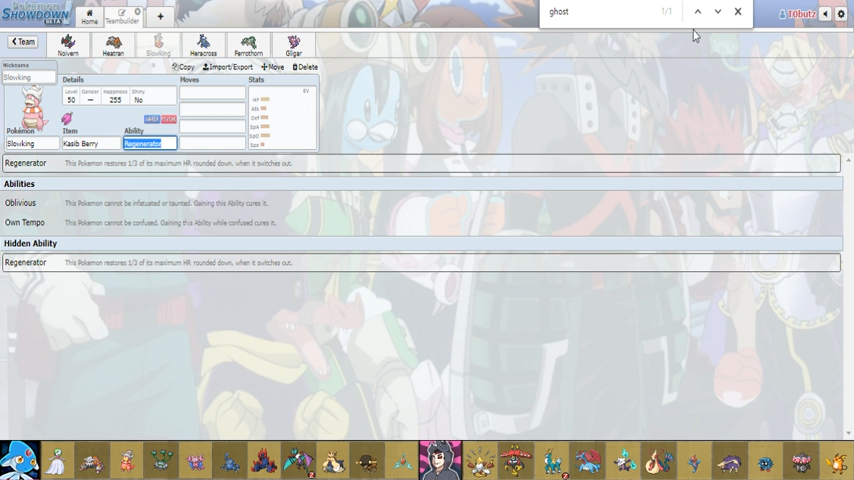 Pokémon
SHOWDOWN
BETA
Home
Teambuilder
+
ghost
1/1
T0butz
Team
Noivern
Heatran
Slowking
Heracross
Ferrothorn
Gligar
Copy
Import/Export
Move
Delete
Nickname
Slowking
Details
Level
Gender
Happiness
Shiny
50
—
255
No
Moves
Stats
EV
HP
Atk
Def
SpA
SpD
Spe
WATER
PSYCHIC
Pokémon
Item
Ability
Slowking
Kasib Berry
Regenerator
Regenerator
This Pokemon restores 1/3 of its maximum HP, rounded down, when it switches out.
Abilities
Oblivious
This Pokemon cannot be infatuated or taunted. Gaining this Ability cures it.
Own Tempo
This Pokemon cannot be confused. Gaining this Ability while confused cures it.
Hidden Ability
Regenerator
This Pokemon restores 1/3 of its maximum HP, rounded down, when it switches out.